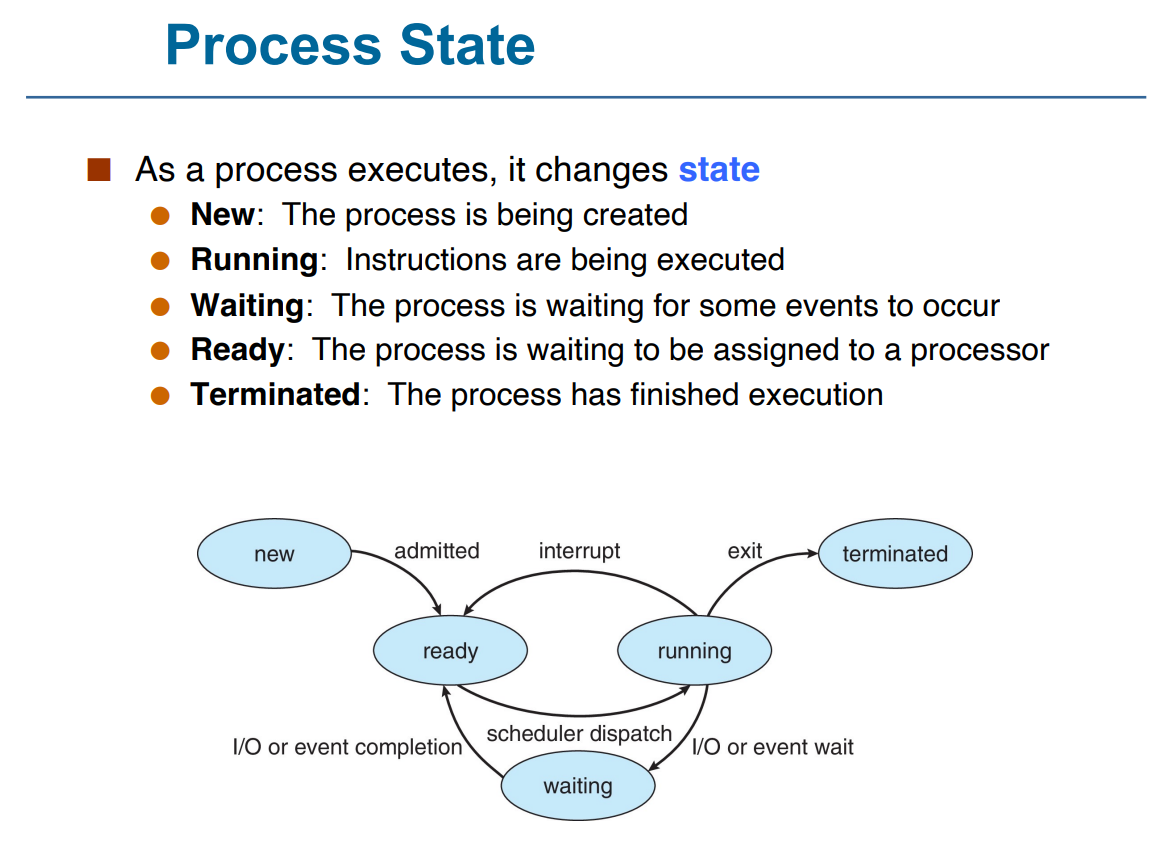 Process State
As a process executes, it changes state
New: The process is being created
Running: Instructions are being executed
Waiting: The process is waiting for some events to occur
Ready: The process is waiting to be assigned to a processor
Terminated: The process has finished execution
new
admitted
interrupt
exit
terminated
ready
running
scheduler dispatch
I/O or event completion
I/O or event wait
waiting